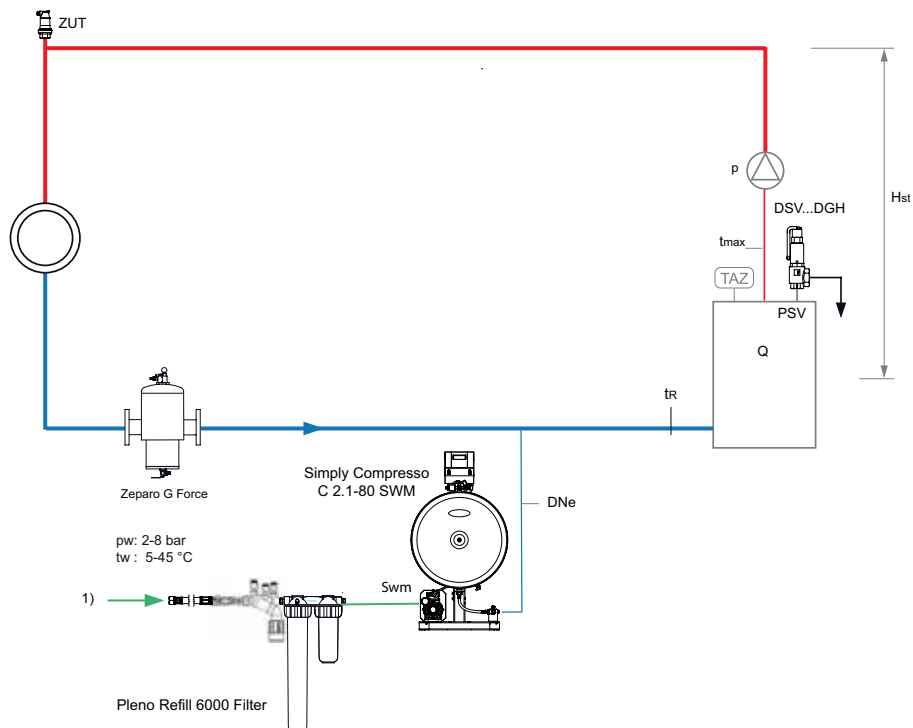 ZUT
p
DSV...DGH
Hst
tmax
TAZ
PSV
Q
tR
Zeparo G Force
Simply Compresso
C 2.1-80 SWM
DNe
pw: 2-8 bar
tw : 5-45 °C
Swm
1)
Pleno Refill 6000 Filter